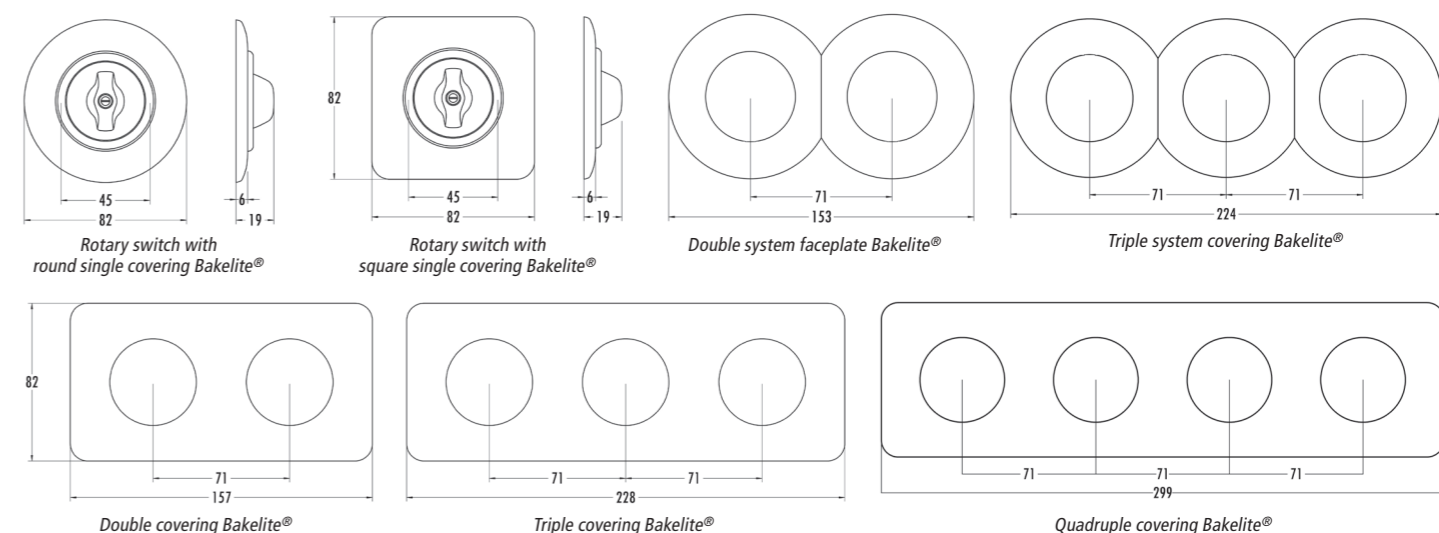 45
82
6
19
Rotary switch with
round single covering Bakelite®
82
45
82
6
19
Rotary switch with
square single covering Bakelite®
71
153
Double system faceplate Bakelite®
71 71
224
Triple system covering Bakelite®
82
71
157
Double covering Bakelite®
71 71
228
Triple covering Bakelite®
71 71 71
299
Quadruple covering Bakelite®